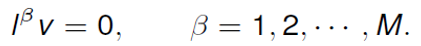 l^β v = 0, β = 1, 2, ⋯ , M.